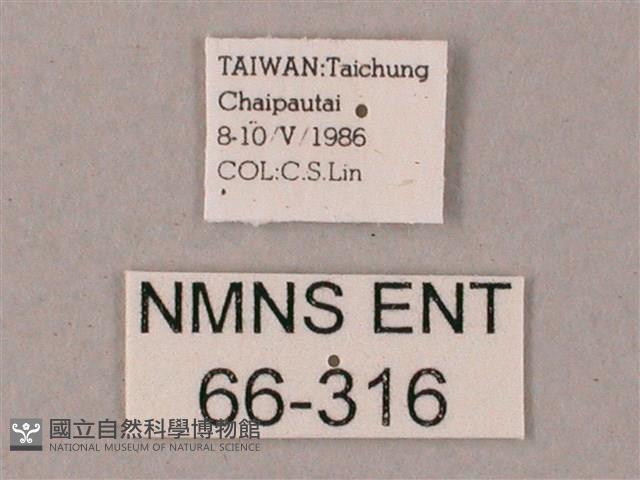 TAIWAN:Taichung
Chaipautai
8-10/V/1986
COL:C.S.Lin
NMNS ENT
66-316
國立自然科學博物館
NATIONAL MUSEUM OF NATURAL SCIENCE